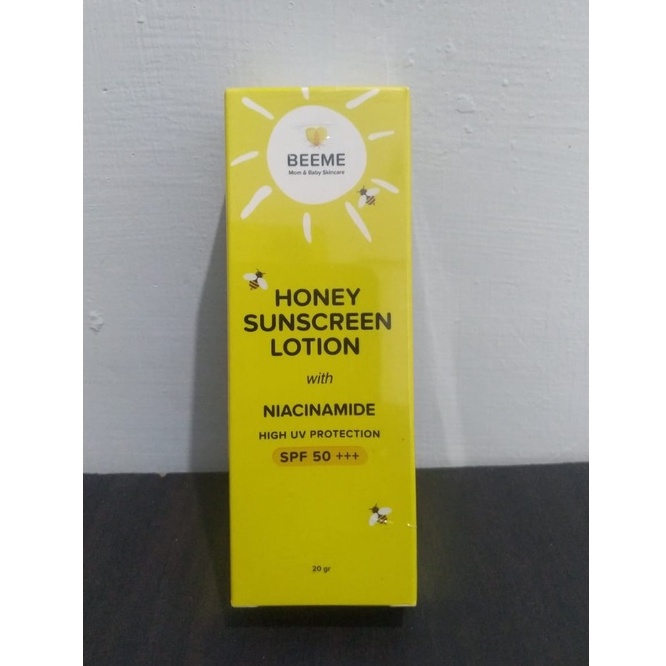 BEEME
Mom & Baby Skincare
HONEY
SUNSCREEN
LOTION
with
NIACINAMIDE
HIGH UV PROTECTION
SPF 50 +++
20 gr